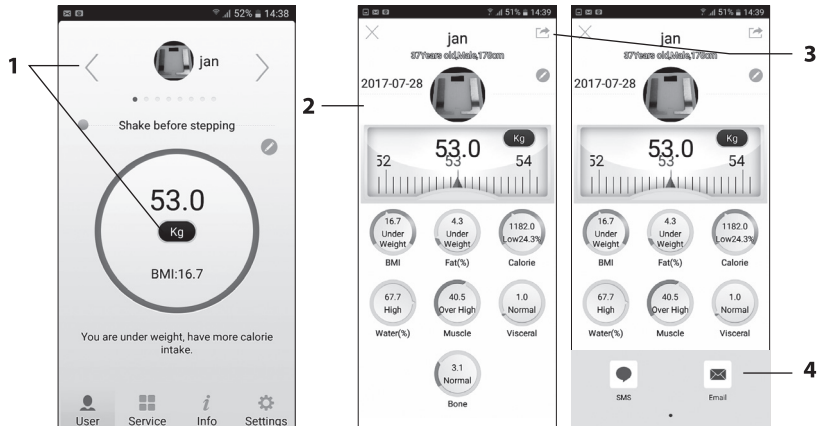 52% 14:38
jan
Shake before stepping
53.0
Kg
BMI:16.7
You are under weight, have more calorie
intake.
User Service Info Settings
1
2
51% 14:39
jan
37Years old,Male,170cm
2017-07-28
Kg
53.0
52 53 54
16.7 4.3 1182.0
Under Under Low24.3%
Weight Weight
BMI Fat(%) Calorie
67.7 40.5 1.0
High Over High Normal
Water(%) Muscle Visceral
3.1
Normal
Bone
51% 14:39
jan
37Years old,Male,170cm
2017-07-28
Kg
53.0
52 53 54
16.7 4.3 1182.0
Under Under Low24.3%
Weight Weight
BMI Fat(%) Calorie
67.7 40.5 1.0
High Over High Normal
Water(%) Muscle Visceral
SMS Email
3
4